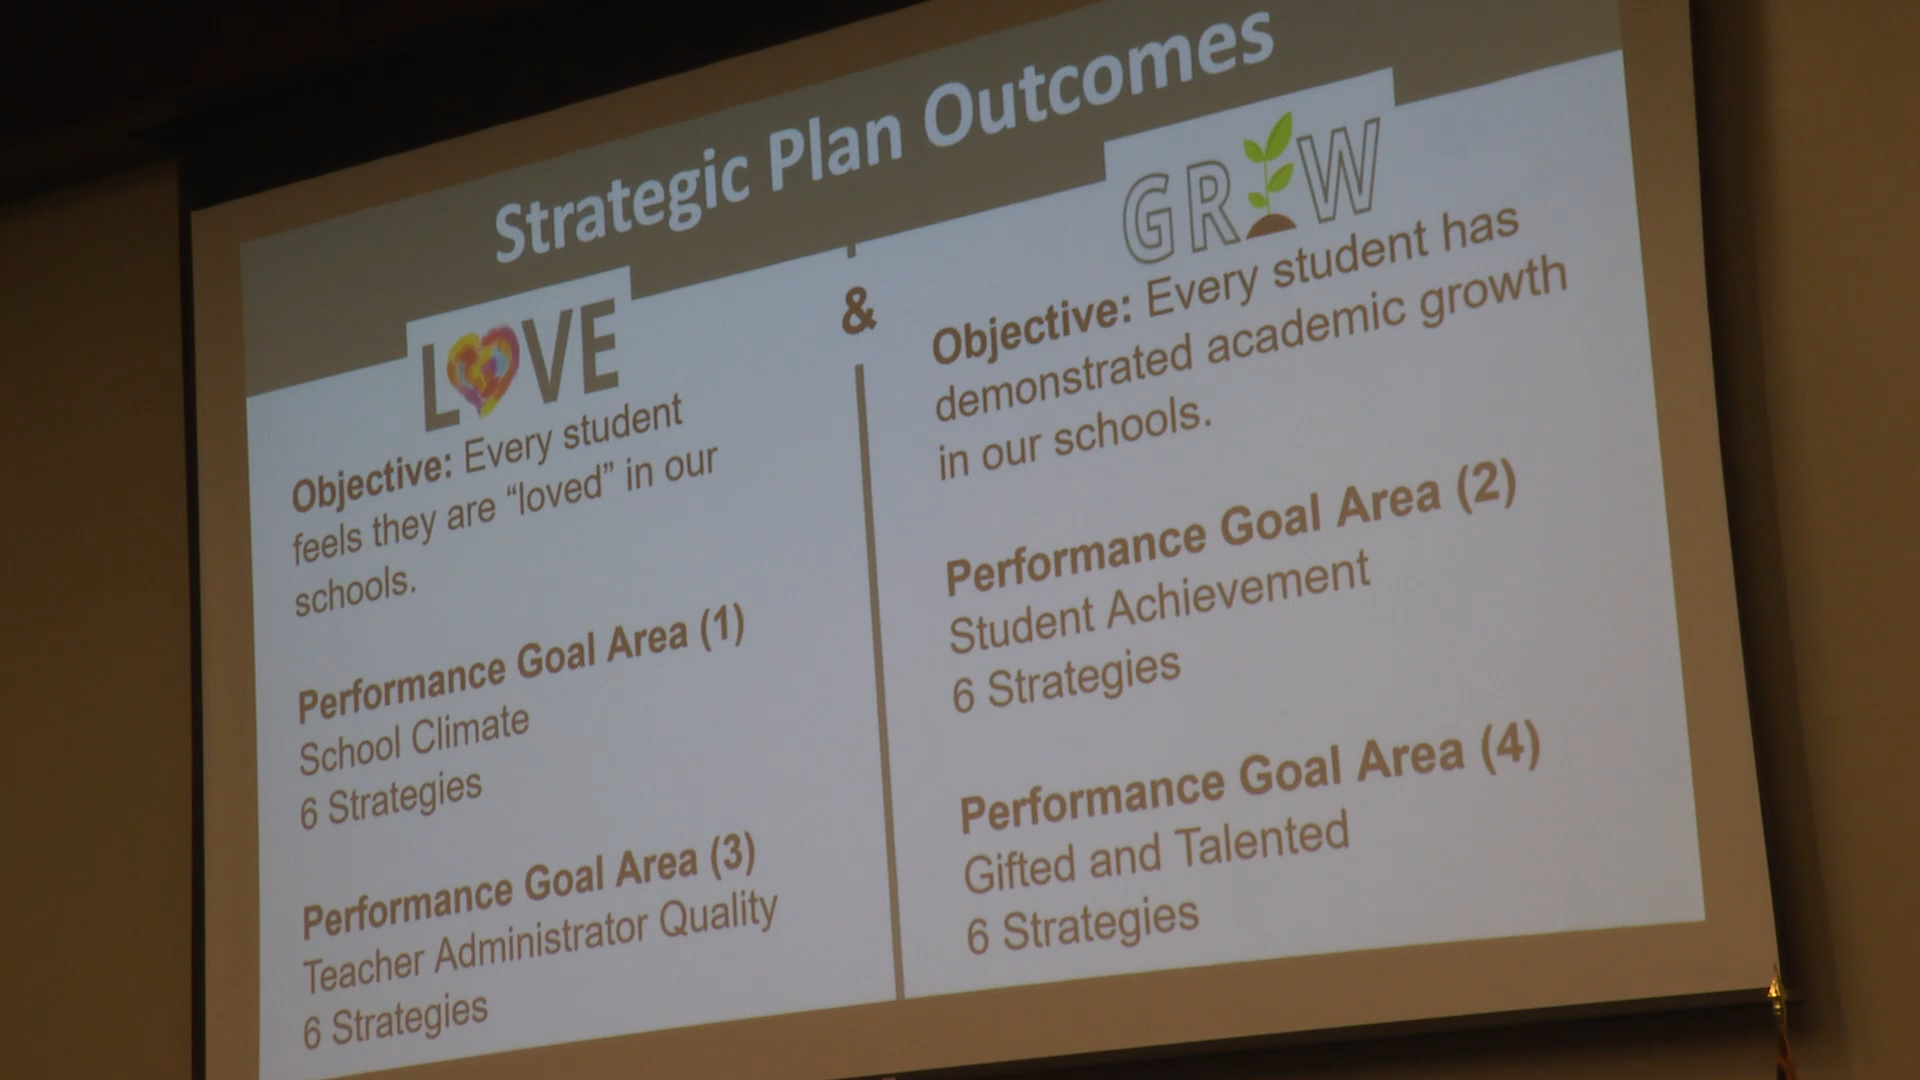 Strategic Plan Outcomes
LOVE
Objective: Every student
feels they are “loved” in our
schools.
Performance Goal Area (1)
School Climate
6 Strategies
Performance Goal Area (3)
Teacher Administrator Quality
6 Strategies
&
GROW
Objective: Every student has
demonstrated academic growth
in our schools.
Performance Goal Area (2)
Student Achievement
6 Strategies
Performance Goal Area (4)
Gifted and Talented
6 Strategies